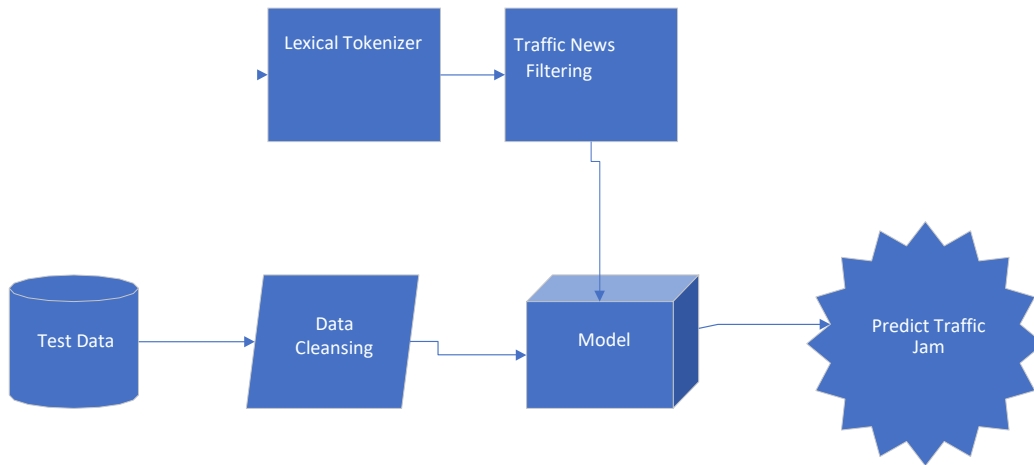 Lexical Tokenizer
Traffic News
Filtering
Test Data
Data
Cleansing
Model
Predict Traffic
Jam